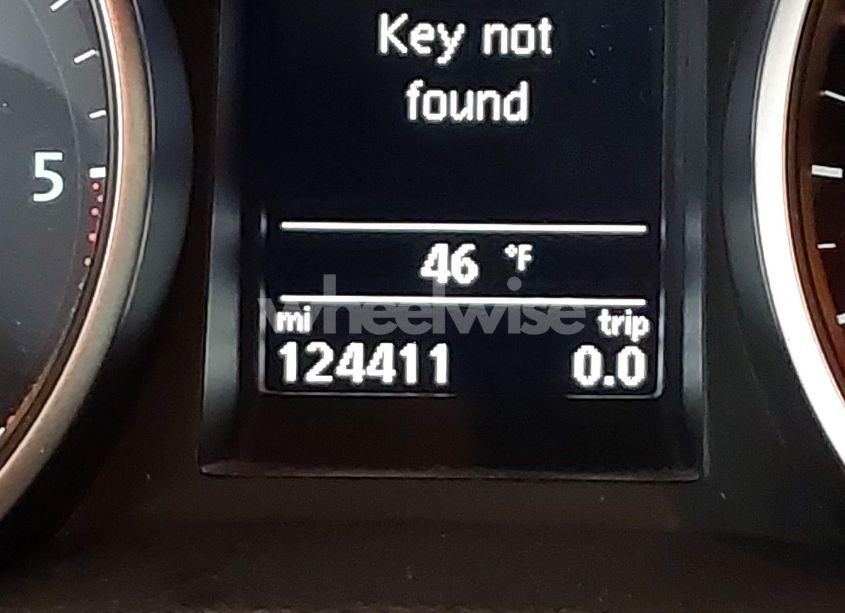 Key not
found
5
46 °F
wheelwise
mi trip
124411 0.0